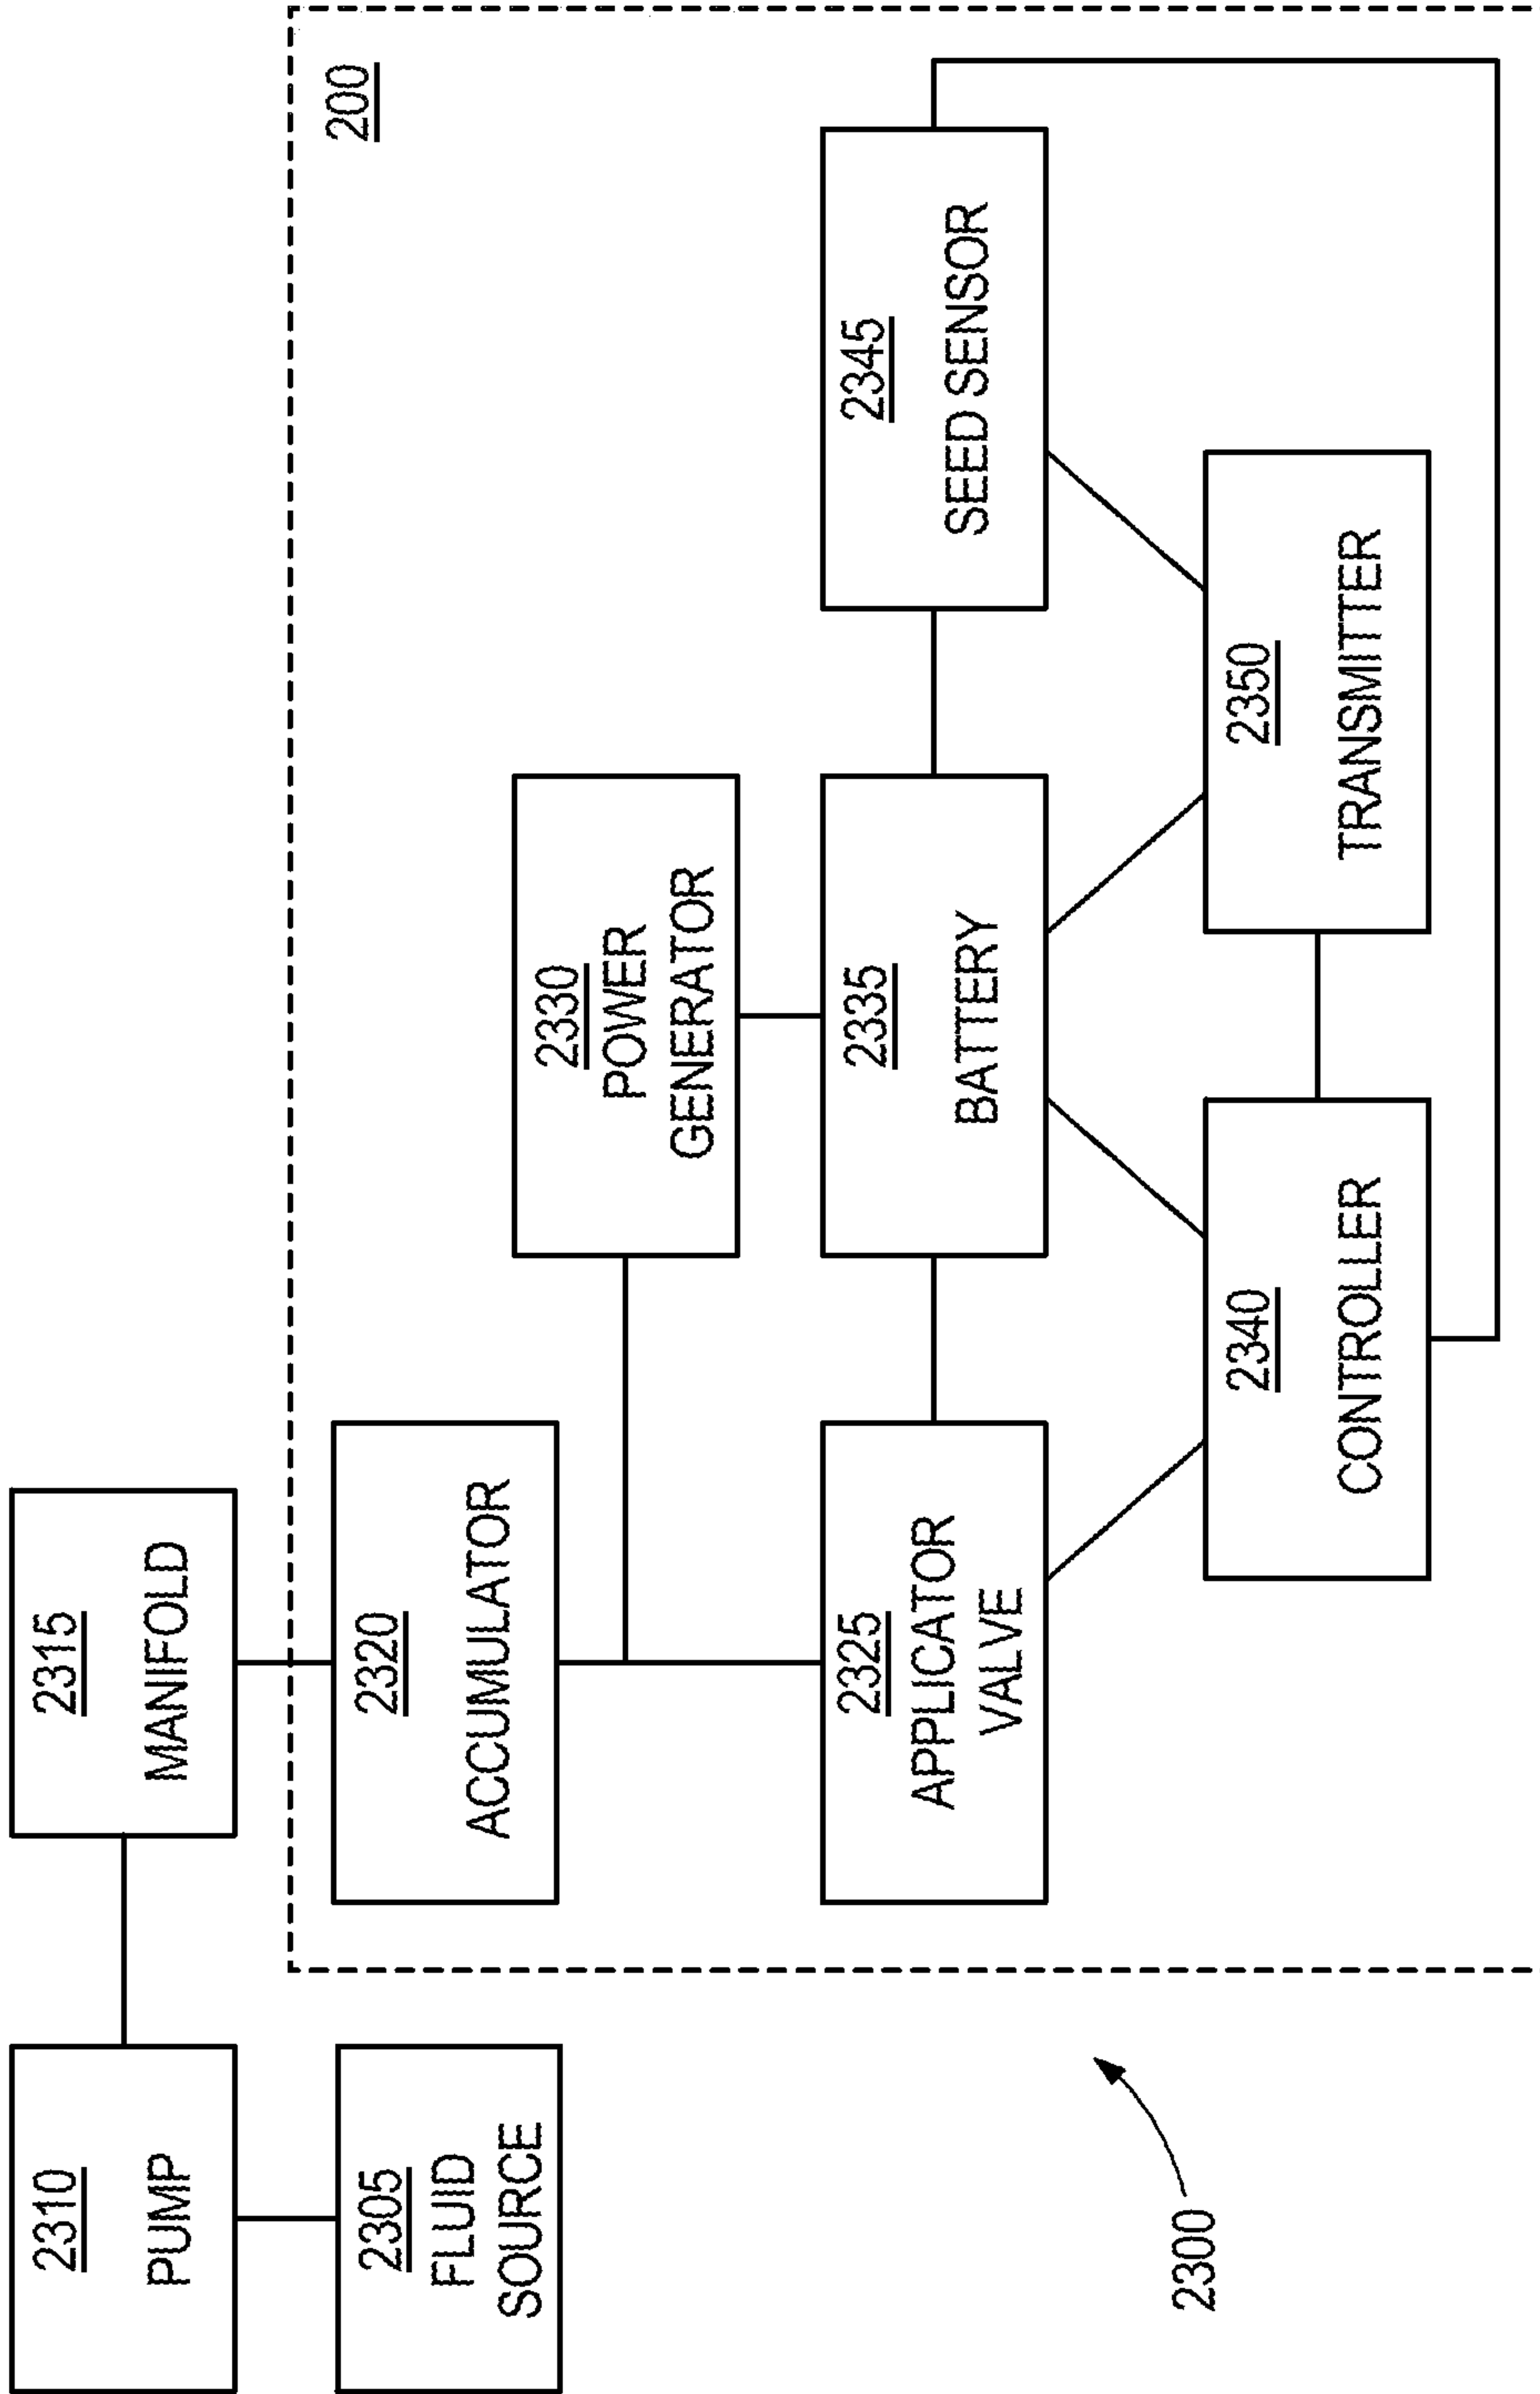 2310
PUMP
2315
MANIFOLD
2305
FLUID
SOURCE
200
2320
ACCUMULATOR
2330
POWER
GENERATOR
2325
APPLICATOR
VALVE
2335
BATTERY
2345
SEED SENSOR
2340
CONTROLLER
2350
TRANSMITTER
2300